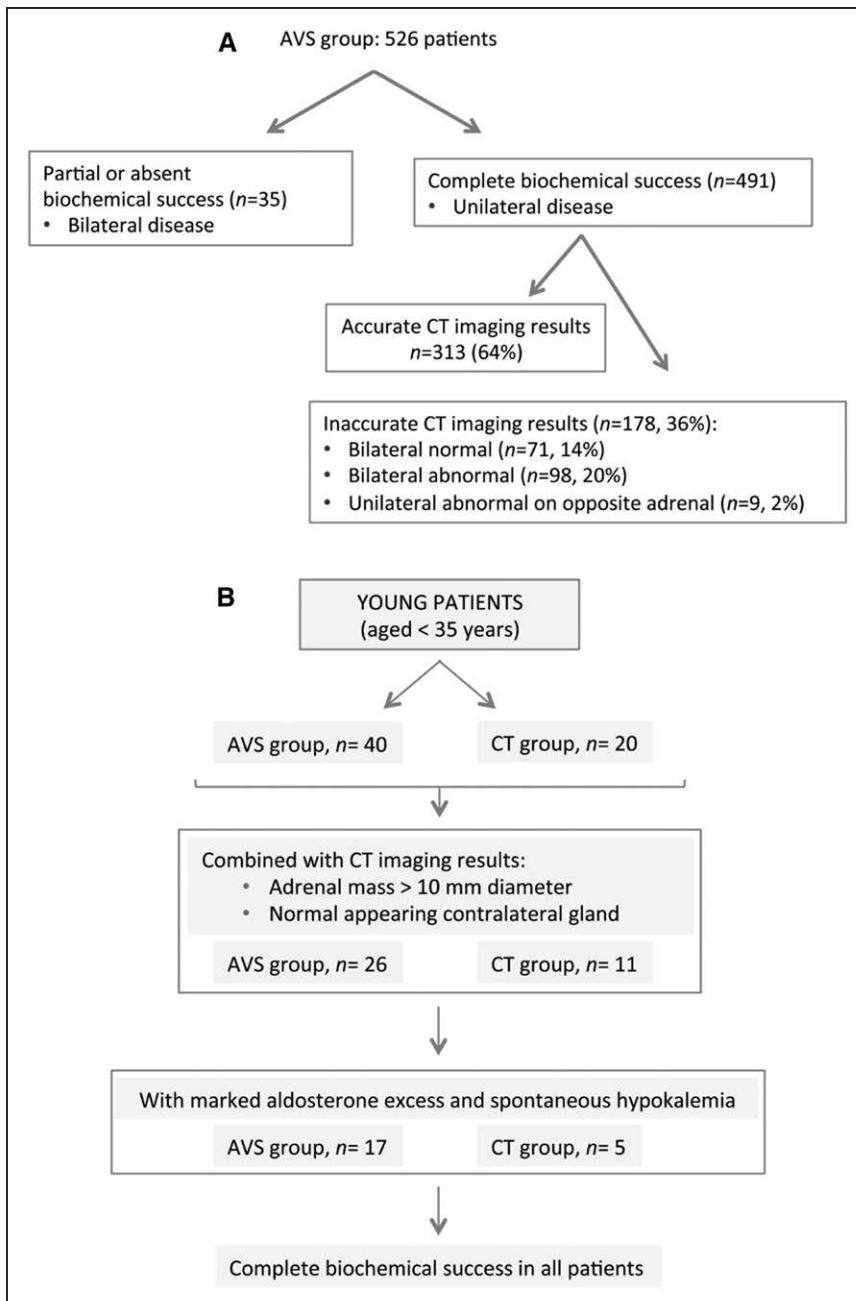 A
AVS group: 526 patients
Partial or absent
biochemical success (n=35)
• Bilateral disease
Complete biochemical success (n=491)
• Unilateral disease
Accurate CT imaging results
n=313 (64%)
Inaccurate CT imaging results (n=178, 36%):
• Bilateral normal (n=71, 14%)
• Bilateral abnormal (n=98, 20%)
• Unilateral abnormal on opposite adrenal (n=9, 2%)
B
YOUNG PATIENTS
(aged < 35 years)
AVS group, n= 40
CT group, n= 20
Combined with CT imaging results:
• Adrenal mass > 10 mm diameter
• Normal appearing contralateral gland
AVS group, n= 26
CT group, n= 11
With marked aldosterone excess and spontaneous hypokalemia
AVS group, n= 17
CT group, n= 5
Complete biochemical success in all patients